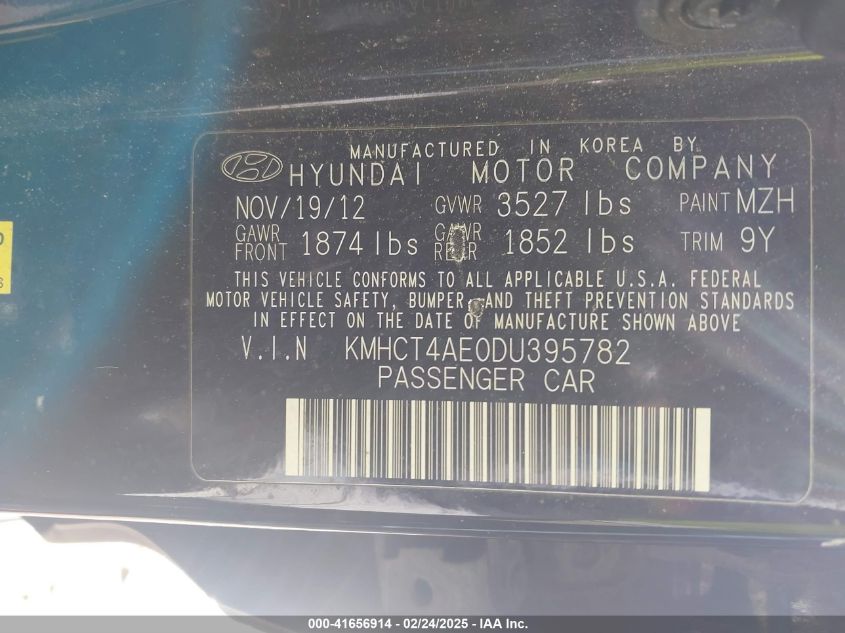 MANUFACTURED IN KOREA BY
HYUNDAI MOTOR COMPANY
NOV/19/12 GVWR 3527 lbs PAINT MZH
GAWR FRONT 1874 lbs GAWR REAR 1852 lbs TRIM 9Y
THIS VEHICLE CONFORMS TO ALL APPLICABLE U.S.A. FEDERAL
MOTOR VEHICLE SAFETY, BUMPER, AND THEFT PREVENTION STANDARDS
IN EFFECT ON THE DATE OF MANUFACTURE SHOWN ABOVE
V.I.N KMHCT4AE0DU395782
PASSENGER CAR
000-41656914 - 02/24/2025 - IAA Inc.